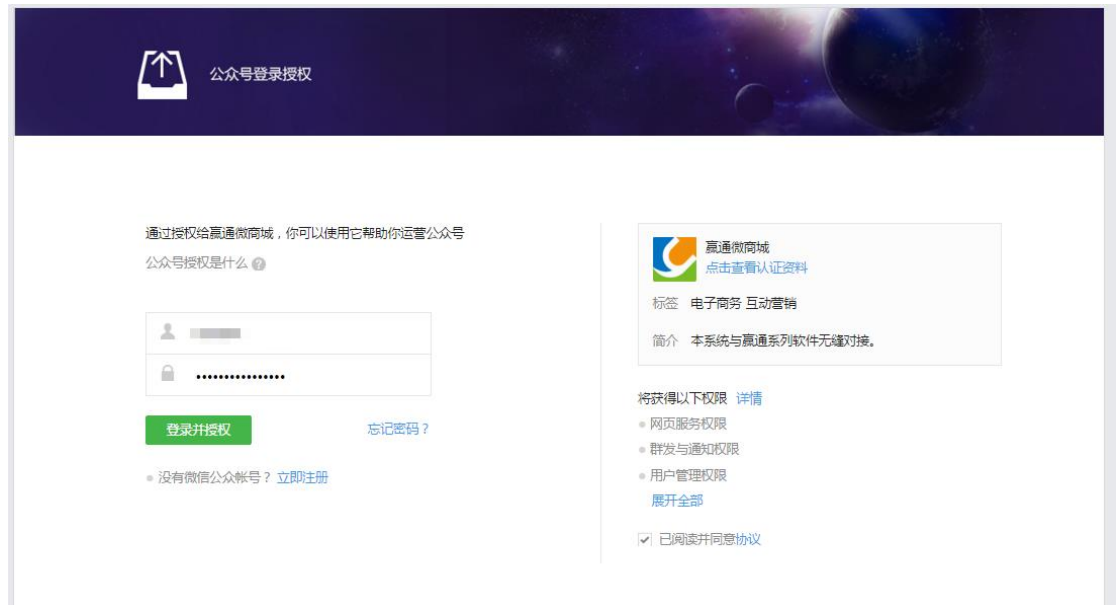 公众号登录授权
通过授权给赢通微商城，你可以使用它帮助你运营公众号
公众号授权是什么 ?
登录并授权
忘记密码？
没有微信公众帐号？ 立即注册
赢通微商城
点击查看认证资料
标签 电子商务 互动营销
简介 本系统与赢通系列软件无缝对接。
将获得以下权限 详情
网页服务权限
群发与通知权限
用户管理权限
展开全部
已阅读并同意协议